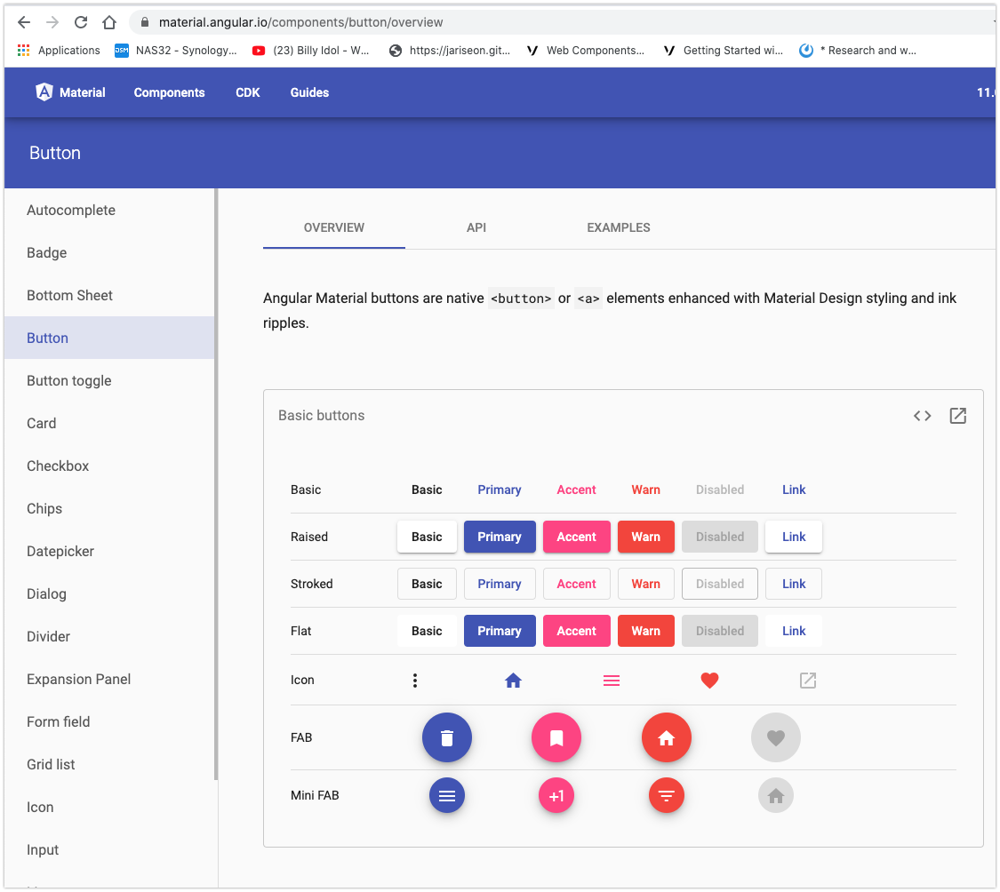 material.angular.io/components/button/overview
Applications DSM NAS32 - Synology... (23) Billy Idol - W... https://jariseon.git... Web Components... Getting Started wi... * Research and w...
A Material Components CDK Guides 11.
Button
Autocomplete
Badge
Bottom Sheet
Button
Button toggle
Card
Checkbox
Chips
Datepicker
Dialog
Divider
Expansion Panel
Form field
Grid list
Icon
Input
OVERVIEW API EXAMPLES
Angular Material buttons are native <button> or <a> elements enhanced with Material Design styling and ink
ripples.
Basic buttons <>
Basic Basic Primary Accent Warn Disabled Link
Raised Basic Primary Accent Warn Disabled Link
Stroked Basic Primary Accent Warn Disabled Link
Flat Basic Primary Accent Warn Disabled Link
Icon
FAB
Mini FAB +1